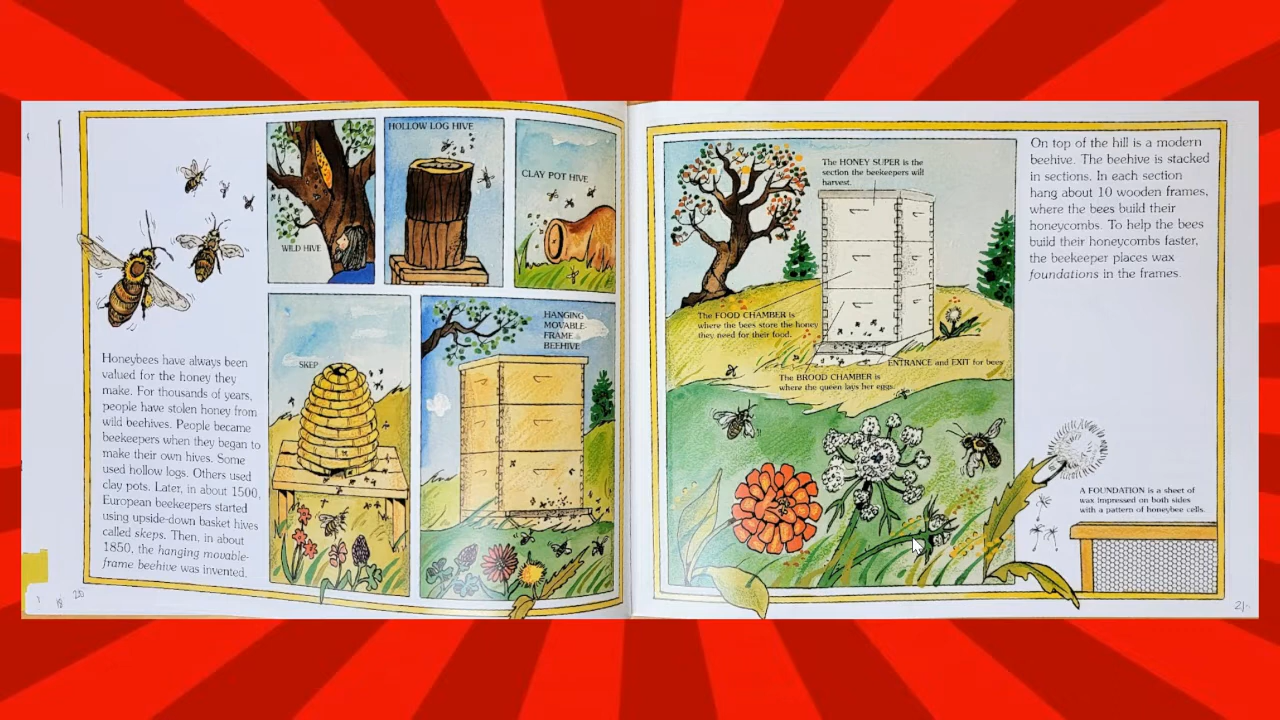 HOLLOW LOG HIVE
CLAY POT HIVE
WILD HIVE
SKEP
HANGING
MOVABLE-
FRAME
BEEHIVE
Honeybees have always been
valued for the honey they
make. For thousands of years,
people have stolen honey from
wild beehives. People became
beekeepers when they began to
make their own hives. Some
used hollow logs. Others used
clay pots. Later, in about 1500,
European beekeepers started
using upside-down basket hives
called skeps. Then, in about
1850, the hanging movable-
frame beehive was invented.
18
20
The HONEY SUPER is the
section the beekeepers will
harvest.
The FOOD CHAMBER is
where the bees store the honey
they need for their food.
ENTRANCE and EXIT for bees
The BROOD CHAMBER is
where the queen lays her eggs.
On top of the hill is a modern
beehive. The beehive is stacked
in sections. In each section
hang about 10 wooden frames,
where the bees build their
honeycombs. To help the bees
build their honeycombs faster,
the beekeeper places wax
foundations in the frames.
A FOUNDATION is a sheet of
wax impressed on both sides
with a pattern of honeybee cells.
21